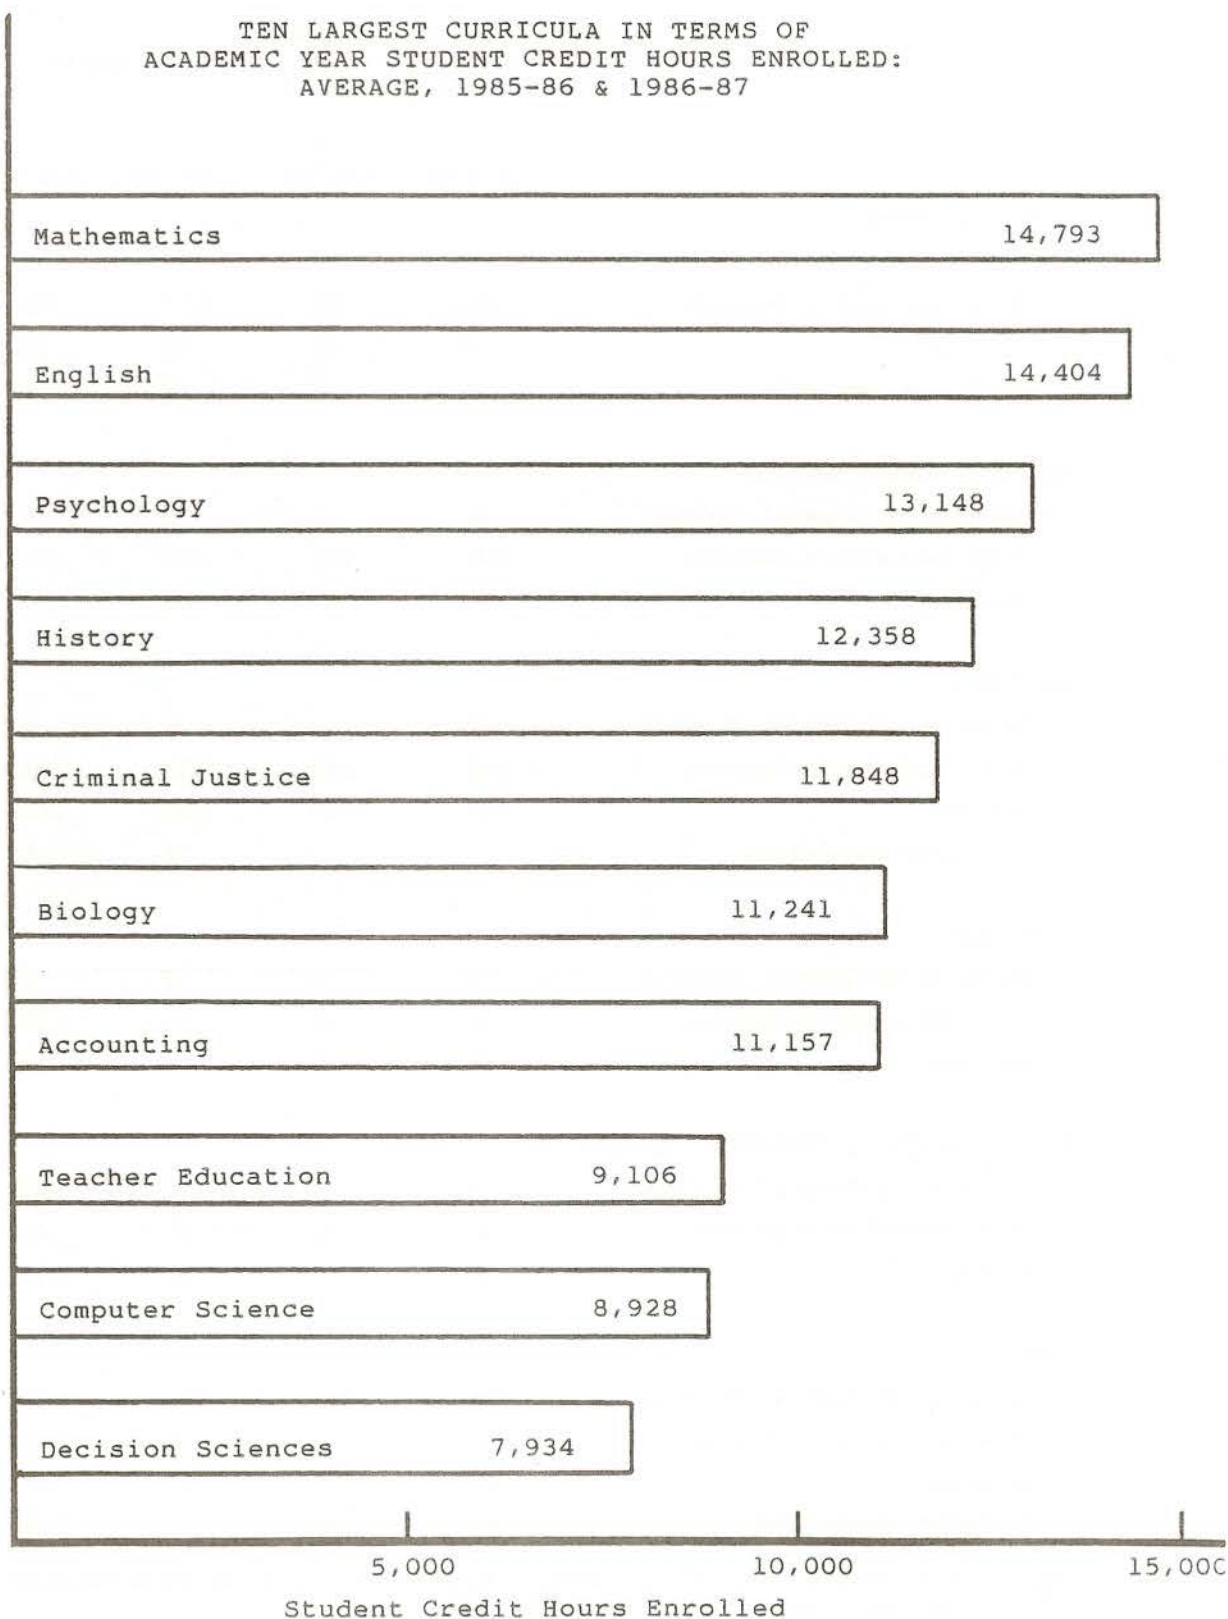 TEN LARGEST CURRICULA IN TERMS OF
ACADEMIC YEAR STUDENT CREDIT HOURS ENROLLED:
AVERAGE, 1985-86 & 1986-87
Mathematics 14,793
English 14,404
Psychology 13,148
History 12,358
Criminal Justice 11,848
Biology 11,241
Accounting 11,157
Teacher Education 9,106
Computer Science 8,928
Decision Sciences 7,934
5,000 10,000 15,000
Student Credit Hours Enrolled